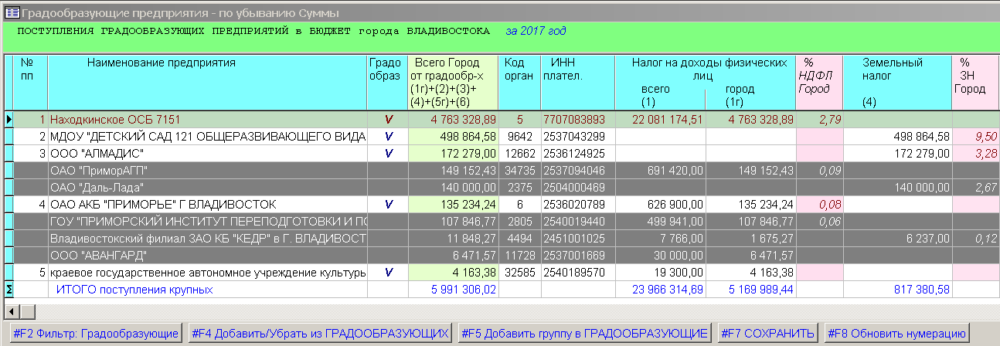 Градообразующие предприятия - по убыванию Суммы
ПОСТУПЛЕНИЯ ГРАДООБРАЗУЮЩИХ ПРЕДПРИЯТИЙ в БЮДЖЕТ города ВЛАДИВОСТОКА за 2017 год
№ пп Наименование предприятия Градо образ Всего Город от градообр-х (1г)+(2)+(3)+(4)+(5г)+(6) Код орган ИНН плател. Налог на доходы физических лиц всего (1) город (1г) % НДФЛ Город Земельный налог (4) % ЗН Город
1 Находкинское ОСБ 7151 V 4 763 328,89 5 7707083893 22 081 174,51 4 763 328,89 2,79
2 МДОУ "ДЕТСКИЙ САД 121 ОБЩЕРАЗВИВАЮЩЕГО ВИДА V 498 864,58 9642 2537043299 498 864,58 9,50
3 ООО "АЛМАДИС" V 172 279,00 12662 2536124925 172 279,00 3,28
ОАО "ПриморАГП" 149 152,43 34735 2537094046 691 420,00 149 152,43 0,09
ОАО "Даль-Лада" 140 000,00 2375 2504000469 140 000,00 2,67
4 ОАО АКБ "ПРИМОРЬЕ" Г ВЛАДИВОСТОК V 135 234,24 6 2536020789 626 900,00 135 234,24 0,08
ГОУ "ПРИМОРСКИЙ ИНСТИТУТ ПЕРЕПОДГОТОВКИ И ПО 107 846,77 2805 2540019440 499 941,00 107 846,77 0,06
Владивостокский филиал ЗАО КБ "КЕДР" в Г. ВЛАДИВОСТ 11 848,27 4494 2451001025 7 766,00 1 675,27 6 237,00 0,12
ООО "АВАНГАРД" 6 471,57 11728 2537001669 30 000,00 6 471,57
5 краевое государственное автономное учреждение культуры V 4 163,38 32585 2540189570 19 300,00 4 163,38
Σ ИТОГО поступления крупных 5 991 306,02 23 966 314,69 5 169 989,44 817 380,58
#F2 Фильтр: Градообразующие #F4 Добавить/Убрать из ГРАДООБРАЗУЮЩИХ #F5 Добавить группу в ГРАДООБРАЗУЮЩИЕ #F7 СОХРАНИТЬ #F8 Обновить нумерацию